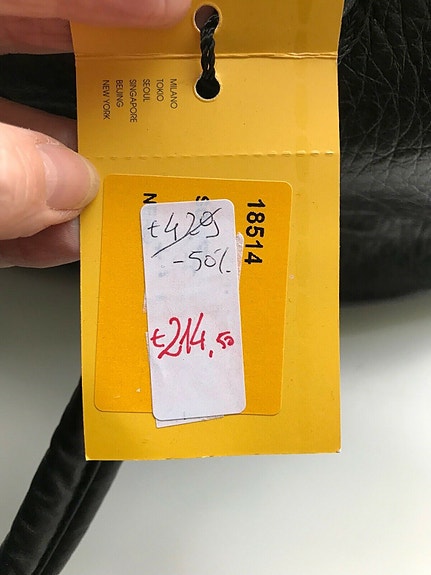 MILANO
TOKIO
SEOUL
SINGAPORE
BEIJING
NEW YORK
18514
S
N
€429
-50%
€214,50